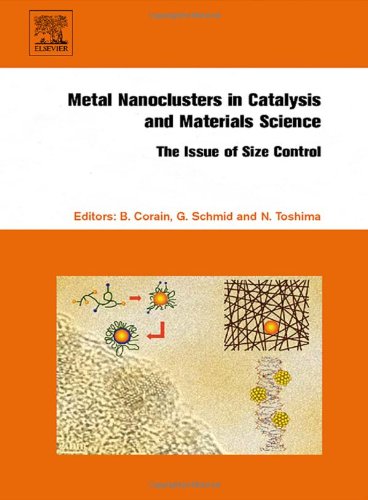 ELSEVIER
Metal Nanoclusters in Catalysis
and Materials Science
The Issue of Size Control
Editors: B. Corain, G. Schmid and N. Toshima